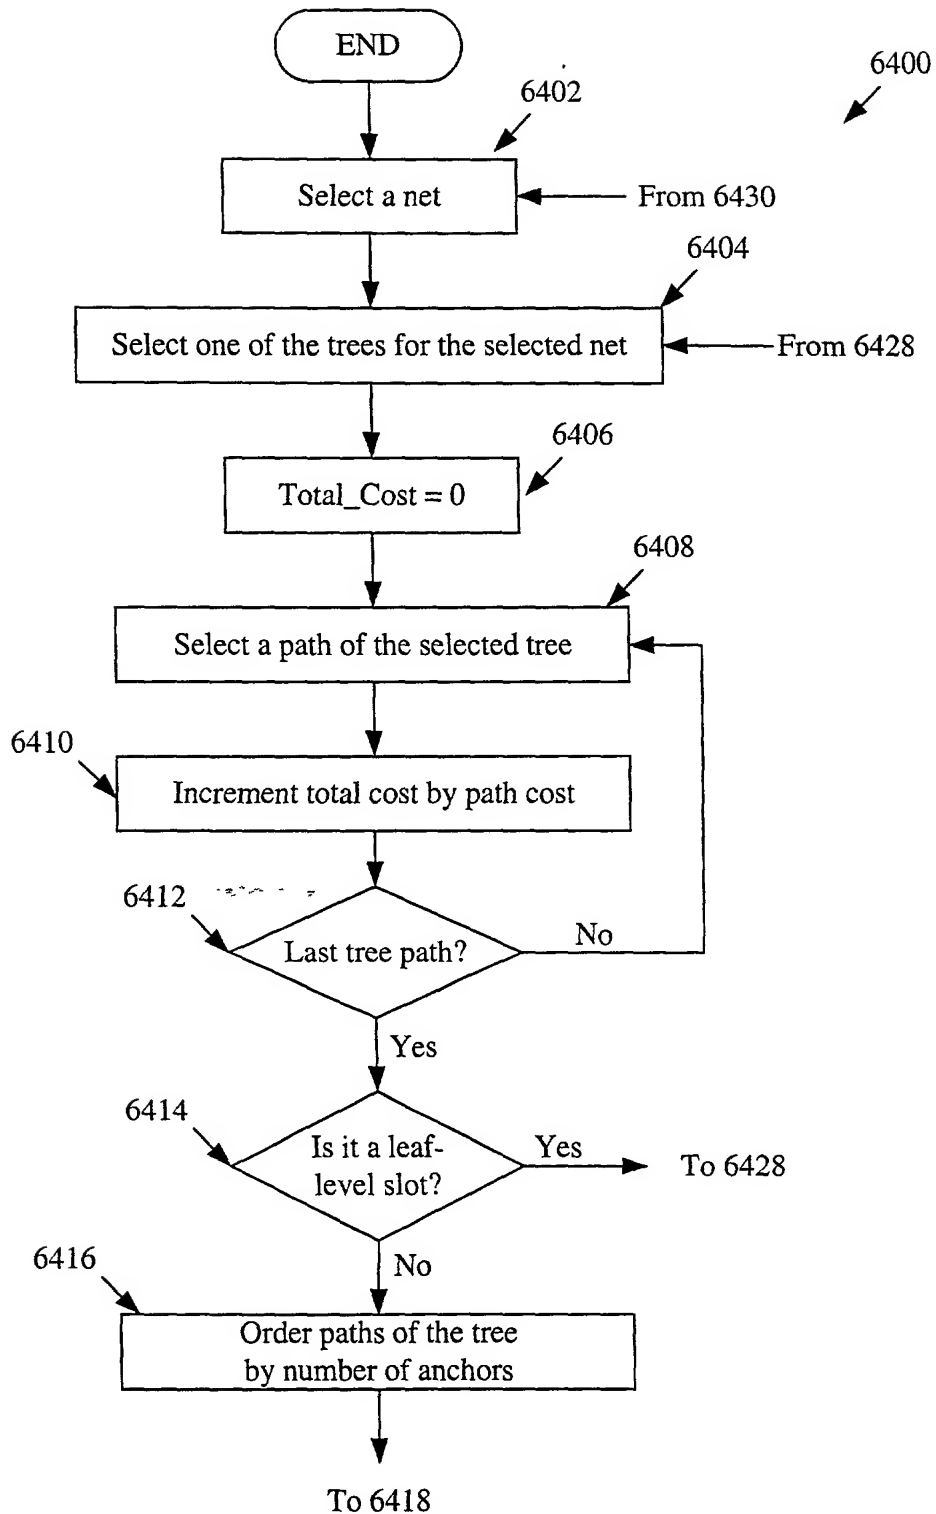 END
6400
6402
Select a net
From 6430
6404
Select one of the trees for the selected net
From 6428
6406
Total_Cost = 0
6408
Select a path of the selected tree
6410
Increment total cost by path cost
6412
Last tree path?
No
Yes
6414
Is it a leaf-
level slot?
Yes
To 6428
No
6416
Order paths of the tree
by number of anchors
To 6418